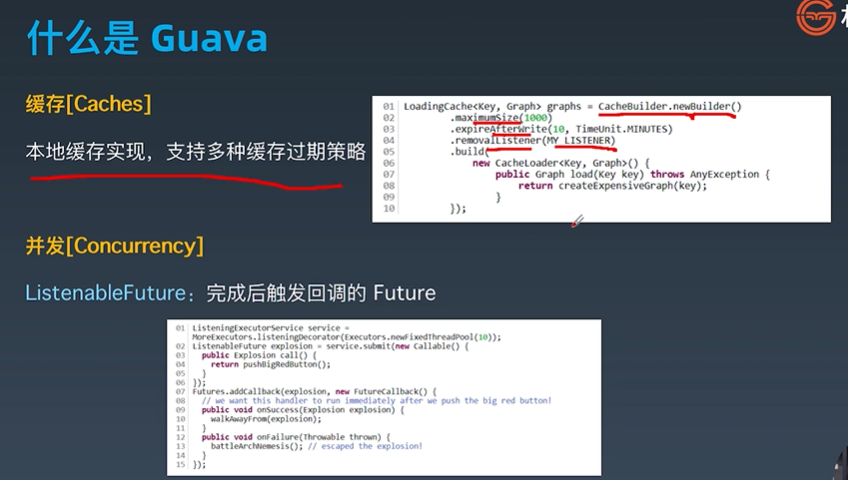 什么是 Guava
缓存[Caches]
本地缓存实现，支持多种缓存过期策略
01 LoadingCache<Key, Graph> graphs = CacheBuilder.newBuilder()
02 .maximumSize(1000)
03 .expireAfterWrite(10, TimeUnit.MINUTES)
04 .removalListener(MY_LISTENER)
05 .build(
06 new CacheLoader<Key, Graph>() {
07 public Graph load(Key key) throws AnyException {
08 return createExpensiveGraph(key);
09 }
10 });
并发[Concurrency]
ListenableFuture：完成后触发回调的 Future
01 ListeningExecutorService service =
MoreExecutors.listeningDecorator(Executors.newFixedThreadPool(10));
02 ListenableFuture explosion = service.submit(new Callable() {
03 public Explosion call() {
04 return pushBigRedButton();
05 }
06 });
07 Futures.addCallback(explosion, new FutureCallback() {
08 // we want this handler to run immediately after we push the big red button!
09 public void onSuccess(Explosion explosion) {
10 walkAwayFrom(explosion);
11 }
12 public void onFailure(Throwable thrown) {
13 battleArchNemesis(); // escaped the explosion!
14 }
15 });